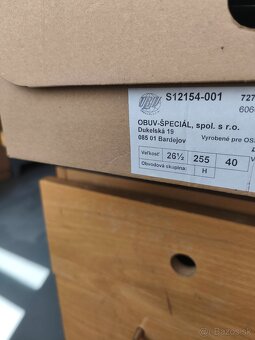 OBUV
S12154-001 727
606
OBUV-ŠPECIÁL, spol. s r.o.
Dukelská 19
085 01 Bardejov Vyrobené pre OS
Veľkosť 26½ 255 40
Obvodová skupina: H
bazos.sk